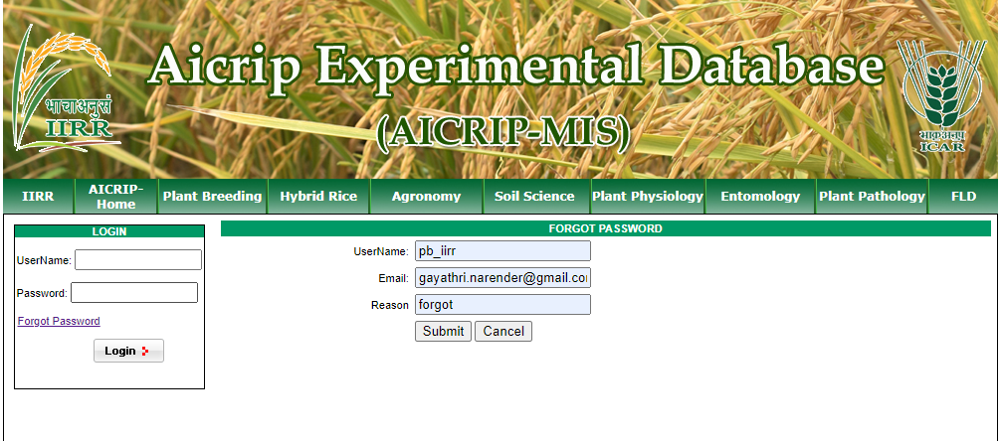 Aicrip Experimental Database
(AICRIP-MIS)
भाचाअनुसं
IIRR
भाकृअनुप
ICAR
IIRR
AICRIP-
Home
Plant Breeding
Hybrid Rice
Agronomy
Soil Science
Plant Physiology
Entomology
Plant Pathology
FLD
LOGIN
UserName:
Password:
Forgot Password
Login
FORGOT PASSWORD
UserName: pb_iirr
Email: gayathri.narender@gmail.co
Reason forgot
Submit Cancel